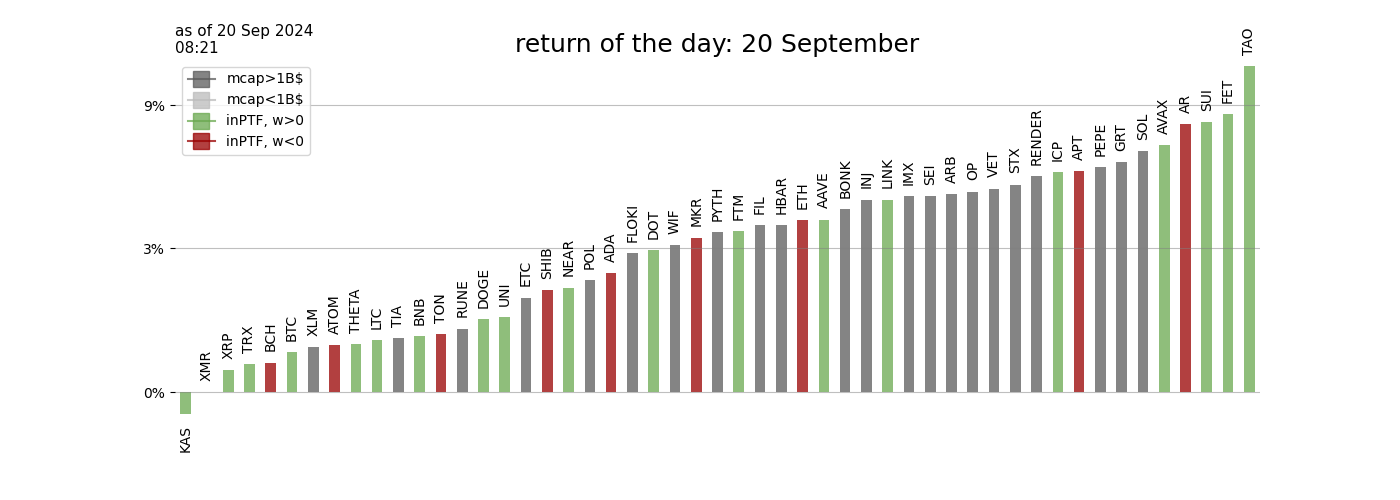 as of 20 Sep 2024
08:21
return of the day: 20 September
mcap>1B$
mcap<1B$
inPTF, w>0
inPTF, w<0
9%
3%
0%
KAS
XMR
XRP
TRX
BCH
BTC
XLM
ATOM
THETA
LTC
TIA
BNB
TON
RUNE
DOGE
UNI
ETC
SHIB
NEAR
POL
ADA
FLOKI
DOT
WIF
MKR
PYTH
FTM
FIL
HBAR
ETH
AAVE
BONK
INJ
LINK
IMX
SEI
ARB
OP
VET
STX
RENDER
ICP
APT
PEPE
GRT
SOL
AVAX
AR
SUI
FET
TAO